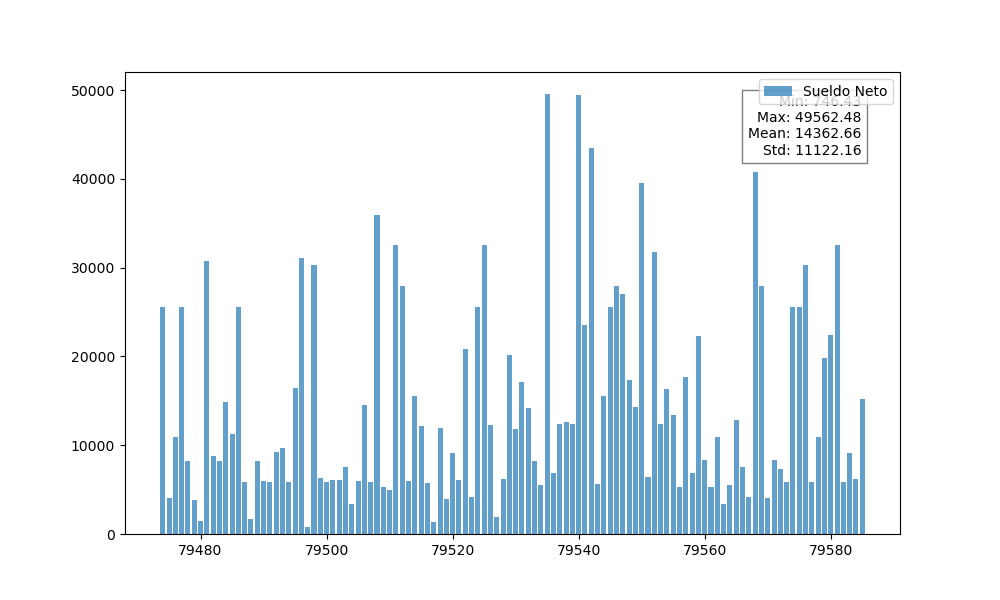 50000
40000
30000
20000
10000
0
79480
79500
79520
79540
79560
79580
Sueldo Neto
Min: 746.43
Max: 49562.48
Mean: 14362.66
Std: 11122.16